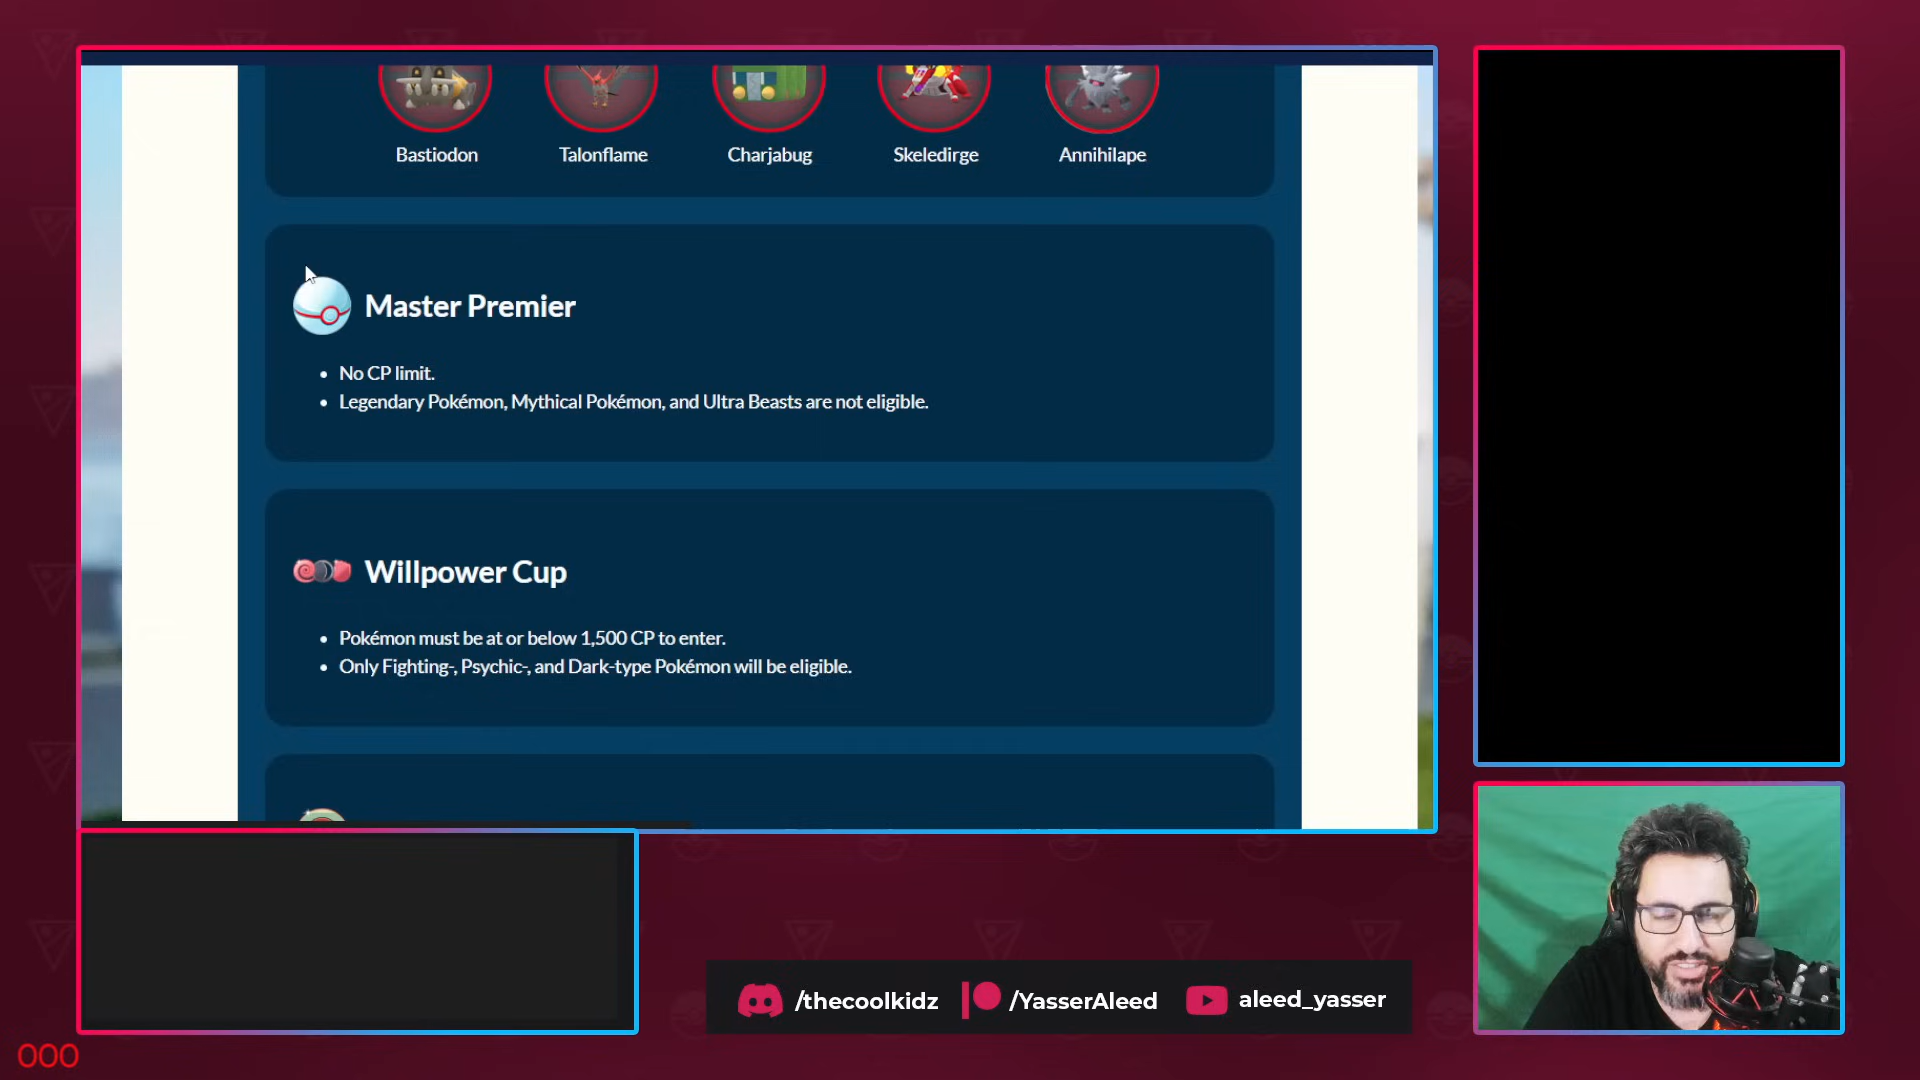 Bastiodon Talonflame Charjabug Skeledirge Annihilape
Master Premier
• No CP limit.
• Legendary Pokémon, Mythical Pokémon, and Ultra Beasts are not eligible.
Willpower Cup
• Pokémon must be at or below 1,500 CP to enter.
• Only Fighting-, Psychic-, and Dark-type Pokémon will be eligible.
/thecoolkidz /YasserAleed aleed_yasser
000